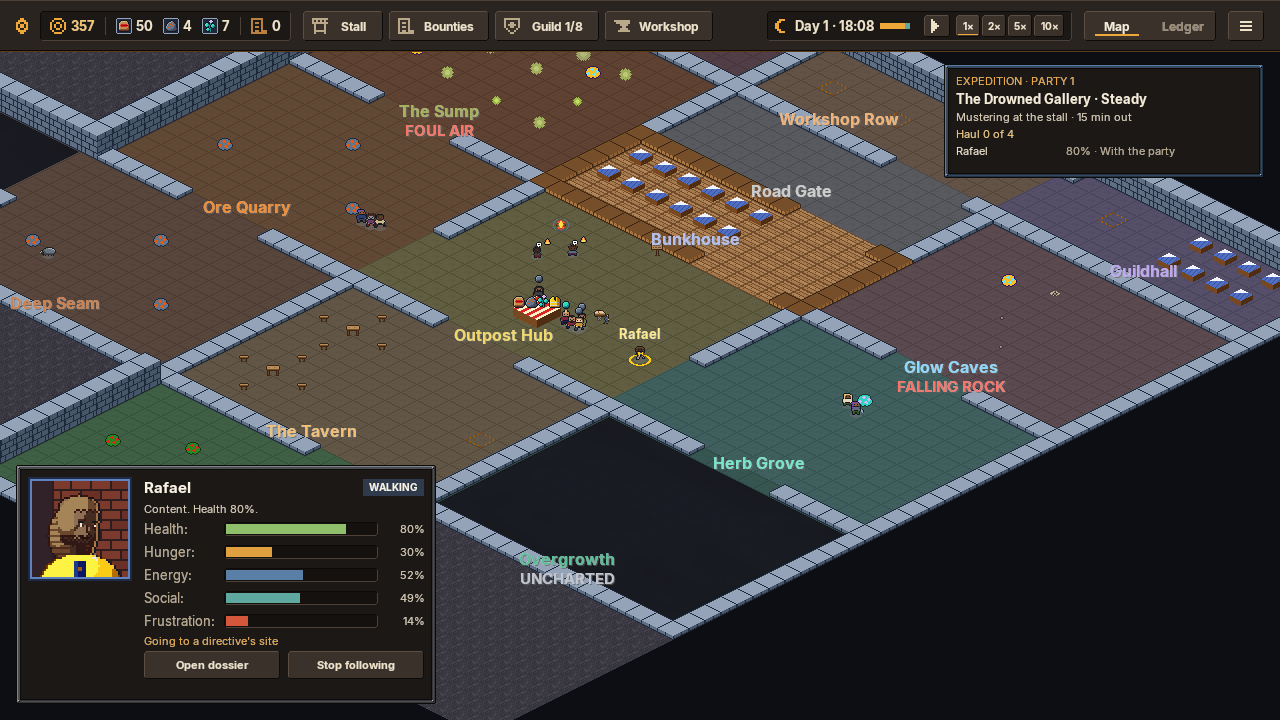 357 50 4 7 0 Stall Bounties Guild 1/8 Workshop Day 1 · 18:08 1× 2× 5× 10× Map Ledger
EXPEDITION · PARTY 1
The Drowned Gallery · Steady
Mustering at the stall · 15 min out
Haul 0 of 4
Rafael 80% · With the party
The Sump
FOUL AIR
Workshop Row
Road Gate
Ore Quarry
Bunkhouse
Guildhall
Deep Seam
Outpost Hub
Rafael
Glow Caves
FALLING ROCK
The Tavern
Herb Grove
Overgrowth
UNCHARTED
Rafael WALKING
Content. Health 80%.
Health: 80%
Hunger: 30%
Energy: 52%
Social: 49%
Frustration: 14%
Going to a directive's site
Open dossier Stop following